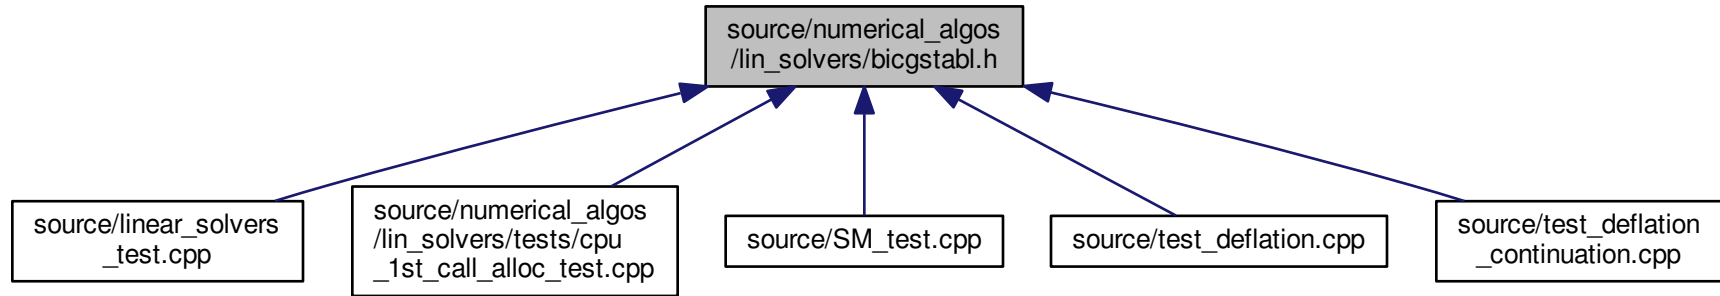 source/numerical_algos
/lin_solvers/bicgstabl.h
source/linear_solvers
_test.cpp
source/numerical_algos
/lin_solvers/tests/cpu
_1st_call_alloc_test.cpp
source/SM_test.cpp
source/test_deflation.cpp
source/test_deflation
_continuation.cpp